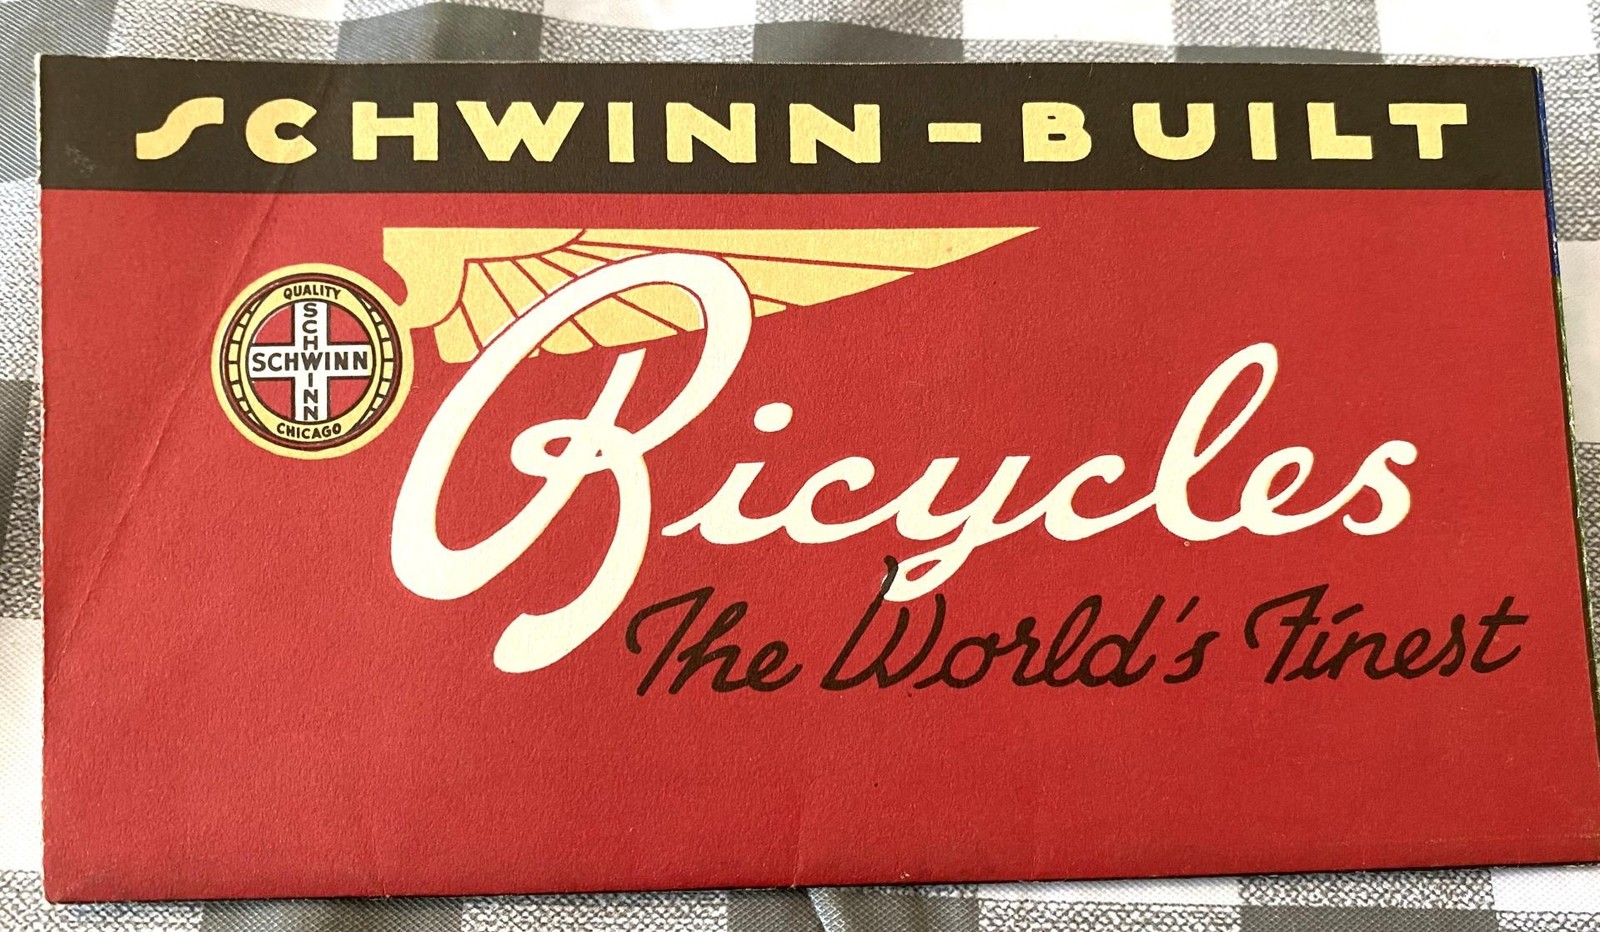 SCHWINN-BUILT
QUALITY
SCHWINN
SCHWINN
CHICAGO
Bicycles
The World's Finest